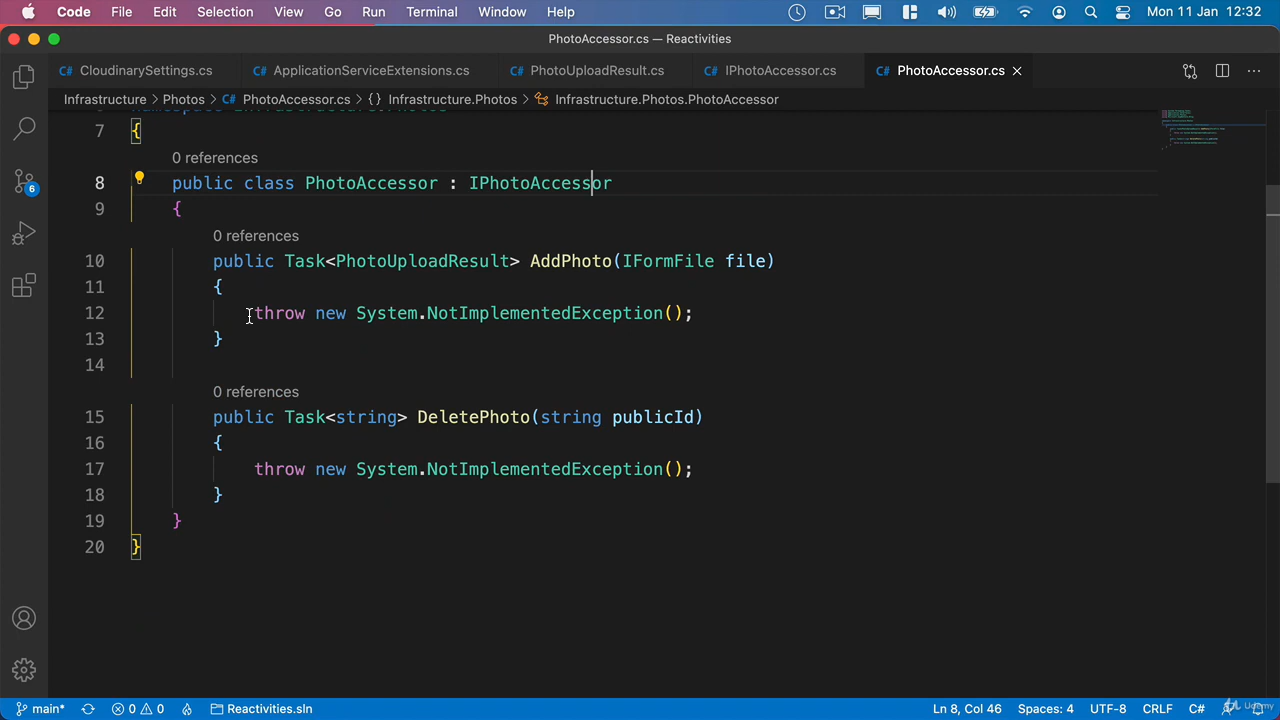 Code File Edit Selection View Go Run Terminal Window Help Mon 11 Jan 12:32
PhotoAccessor.cs — Reactivities
C# CloudinarySettings.cs C# ApplicationServiceExtensions.cs C# PhotoUploadResult.cs C# IPhotoAccessor.cs C# PhotoAccessor.cs
Infrastructure > Photos > C# PhotoAccessor.cs > {} Infrastructure.Photos > Infrastructure.Photos.PhotoAccessor
7 {
0 references
8 public class PhotoAccessor : IPhotoAccessor
9 {
0 references
10 public Task<PhotoUploadResult> AddPhoto(IFormFile file)
11 {
12 throw new System.NotImplementedException();
13 }
14
0 references
15 public Task<string> DeletePhoto(string publicId)
16 {
17 throw new System.NotImplementedException();
18 }
19 }
20 }
6
main* 0 0 Reactivities.sln Ln 8, Col 46 Spaces: 4 UTF-8 CRLF C#
Udemy